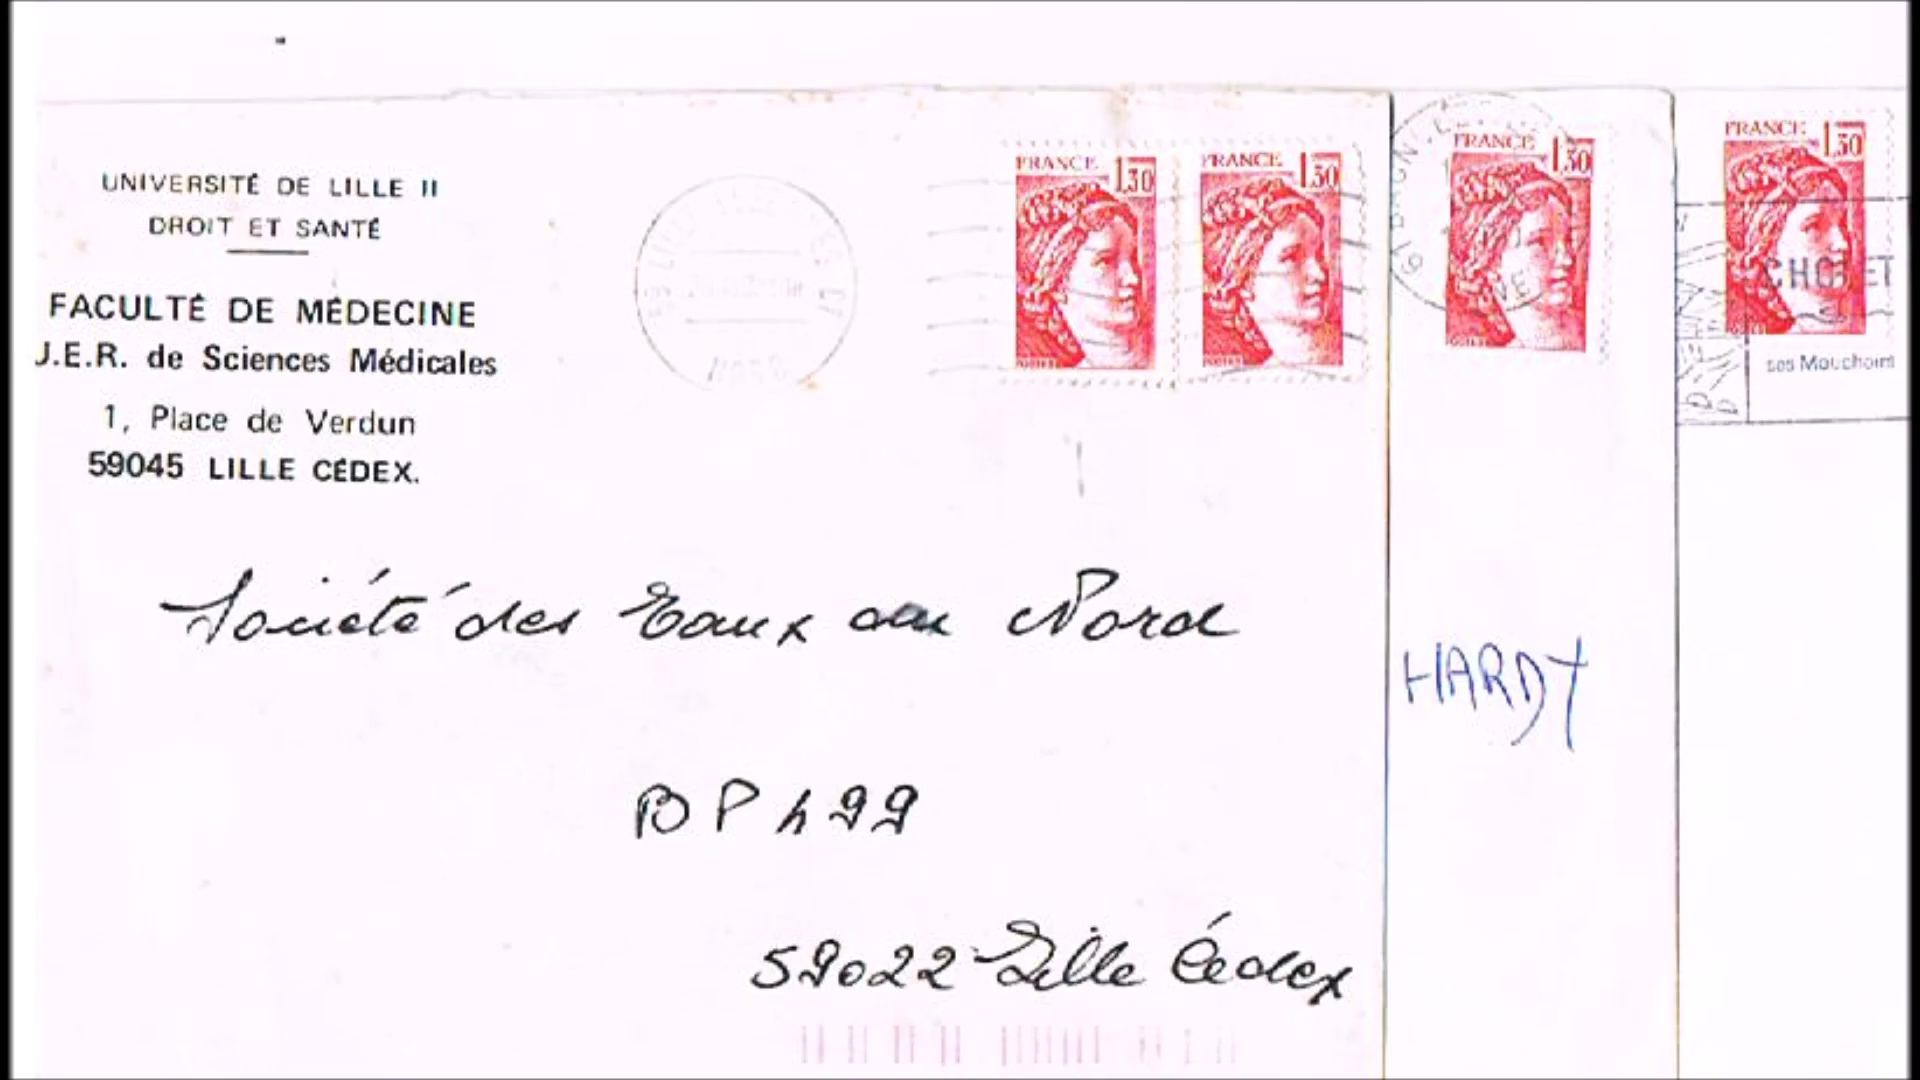 UNIVERSITÉ DE LILLE II
DROIT ET SANTÉ
FACULTÉ DE MÉDECINE
J.E.R. de Sciences Médicales
1, Place de Verdun
59045 LILLE CÉDEX.
FRANCE 1,30
FRANCE 1,30
FRANCE 1,30
FRANCE 1,30
CHOLET
ses Mouchoirs
Société des Eaux du Nord
HARDY
BP 499
59022 Lille Cédex